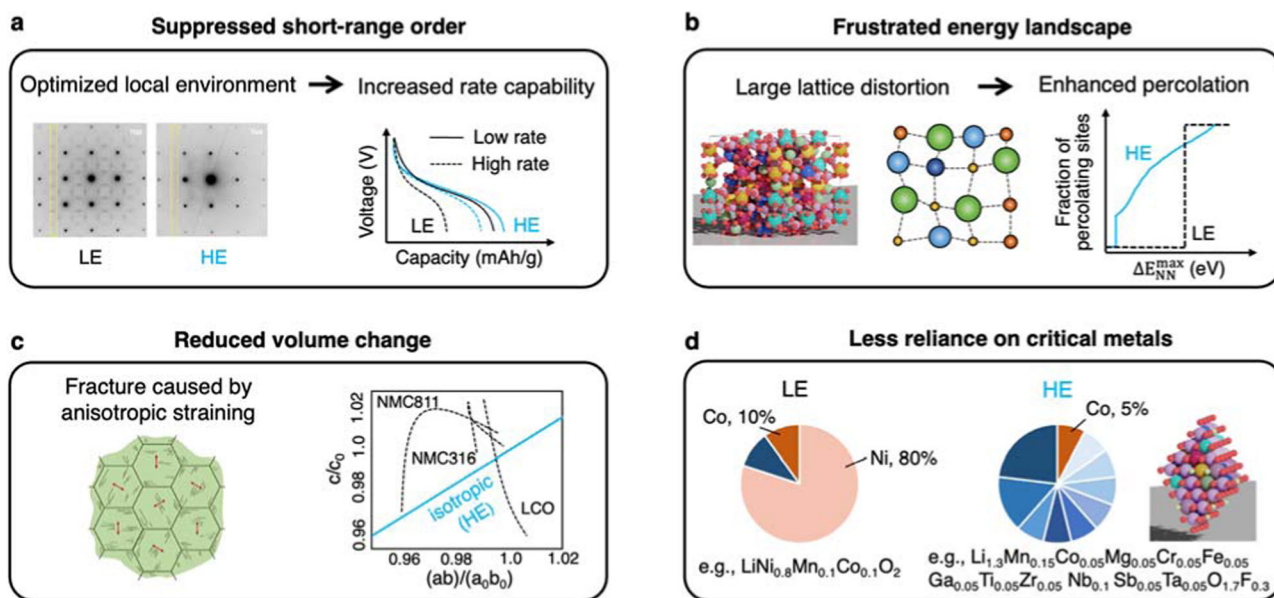 a
Suppressed short-range order
Optimized local environment
Increased rate capability
LE
HE
Low rate
High rate
Voltage (V)
LE
HE
Capacity (mAh/g)
b
Frustrated energy landscape
Large lattice distortion
Enhanced percolation
Fraction of
percolating sites
HE
LE
ΔE_NN^max (eV)
c
Reduced volume change
Fracture caused by
anisotropic straining
c/c₀
1.02
1.0
0.98
0.96
NMC811
NMC316
isotropic
(HE)
LCO
0.96
0.98
1.0
1.02
(ab)/(a₀b₀)
d
Less reliance on critical metals
LE
Co, 10%
Ni, 80%
e.g., LiNi₀.₈Mn₀.₁Co₀.₁O₂
HE
Co, 5%
e.g., Li₁.₃Mn₀.₁₅Co₀.₀₅Mg₀.₀₅Cr₀.₀₅Fe₀.₀₅
Ga₀.₀₅Ti₀.₀₅Zr₀.₀₅ Nb₀.₁ Sb₀.₀₅Ta₀.₀₅O₁.₇F₀.₃